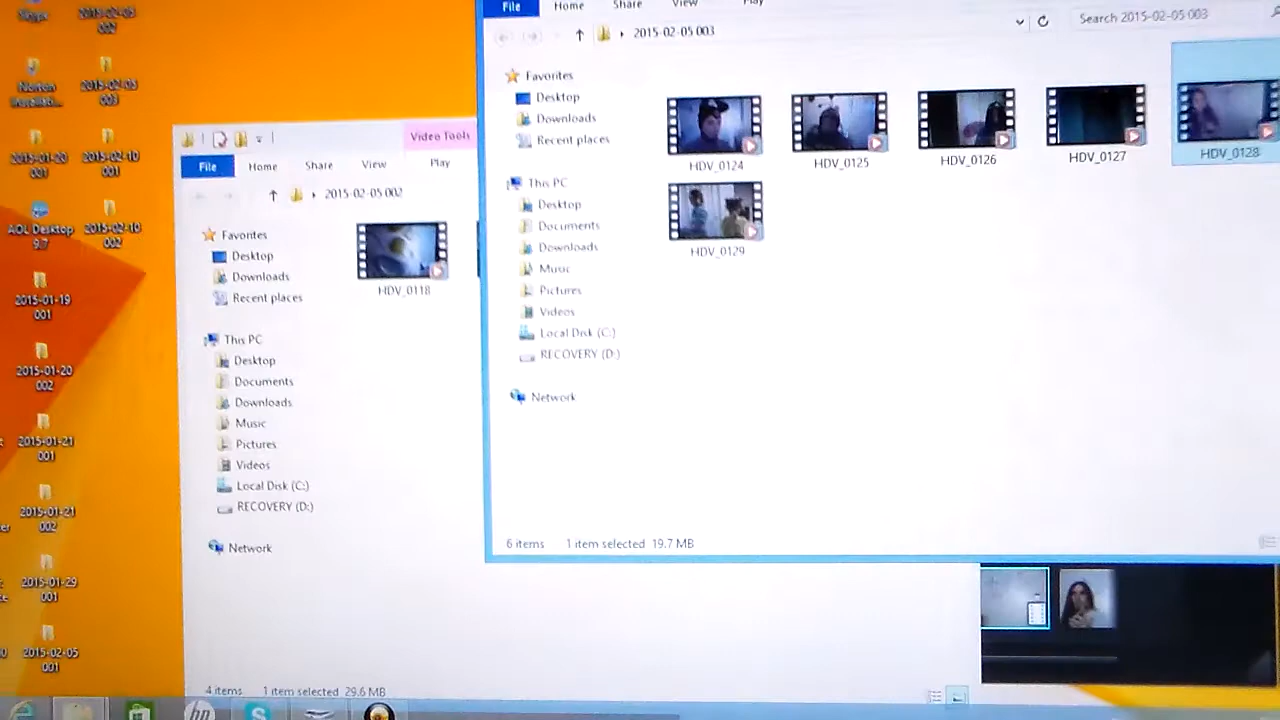 Skype
2015-02-05 002
Norton Installati...
2015-02-05 003
2015-01-20 001
2015-02-10 001
AOL Desktop 9.7
2015-02-10 002
2015-01-19 001
2015-01-20 002
2015-01-21 001
2015-01-21 002
2015-01-29 001
2015-02-05 001
Video Tools
File Home Share View Play
2015-02-05 002
Favorites
Desktop
Downloads
Recent places
This PC
Desktop
Documents
Downloads
Music
Pictures
Videos
Local Disk (C:)
RECOVERY (D:)
Network
HDV_0118
4 items 1 item selected 29.6 MB
File Home Share View Play
2015-02-05 003
Search 2015-02-05 003
Favorites
Desktop
Downloads
Recent places
This PC
Desktop
Documents
Downloads
Music
Pictures
Videos
Local Disk (C:)
RECOVERY (D:)
Network
HDV_0124 HDV_0125 HDV_0126 HDV_0127 HDV_0128
HDV_0129
6 items 1 item selected 19.7 MB
hp